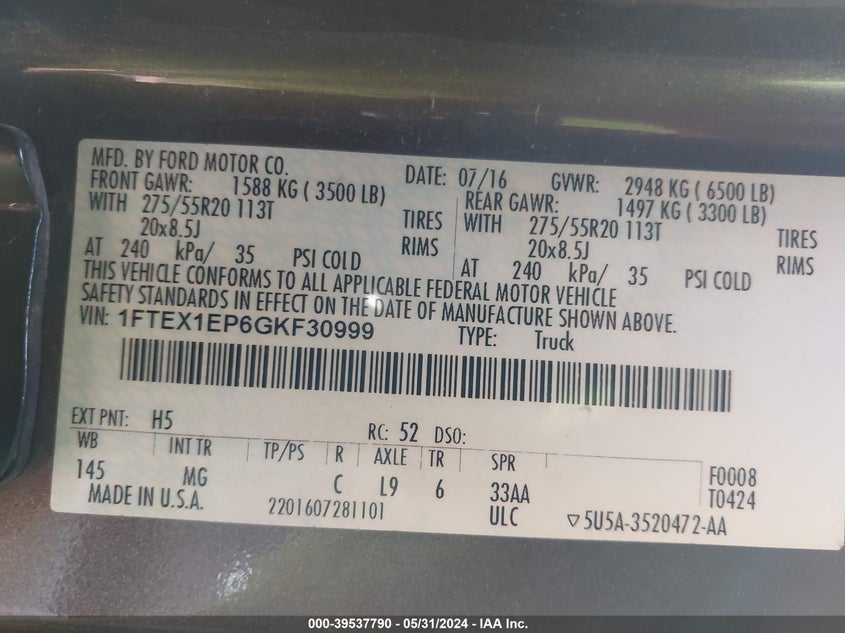 MFD. BY FORD MOTOR CO. DATE: 07/16 GVWR: 2948 KG ( 6500 LB)
FRONT GAWR: 1588 KG ( 3500 LB) REAR GAWR: 1497 KG ( 3300 LB)
WITH 275/55R20 113T TIRES WITH 275/55R20 113T TIRES
20x8.5J RIMS 20x8.5J RIMS
AT 240 kPa/ 35 PSI COLD AT 240 kPa/ 35 PSI COLD
THIS VEHICLE CONFORMS TO ALL APPLICABLE FEDERAL MOTOR VEHICLE
SAFETY STANDARDS IN EFFECT ON THE DATE OF MANUFACTURE SHOWN ABOVE.
VIN: 1FTEX1EP6GKF30999 TYPE: Truck
EXT PNT: H5 RC: 52 DSO:
WB INT TR TP/PS R AXLE TR SPR F0008
145 MG C L9 6 33AA T0424
MADE IN U.S.A. 2201607281101 ULC ▽5U5A-3520472-AA
000-39537790 - 05/31/2024 - IAA Inc.